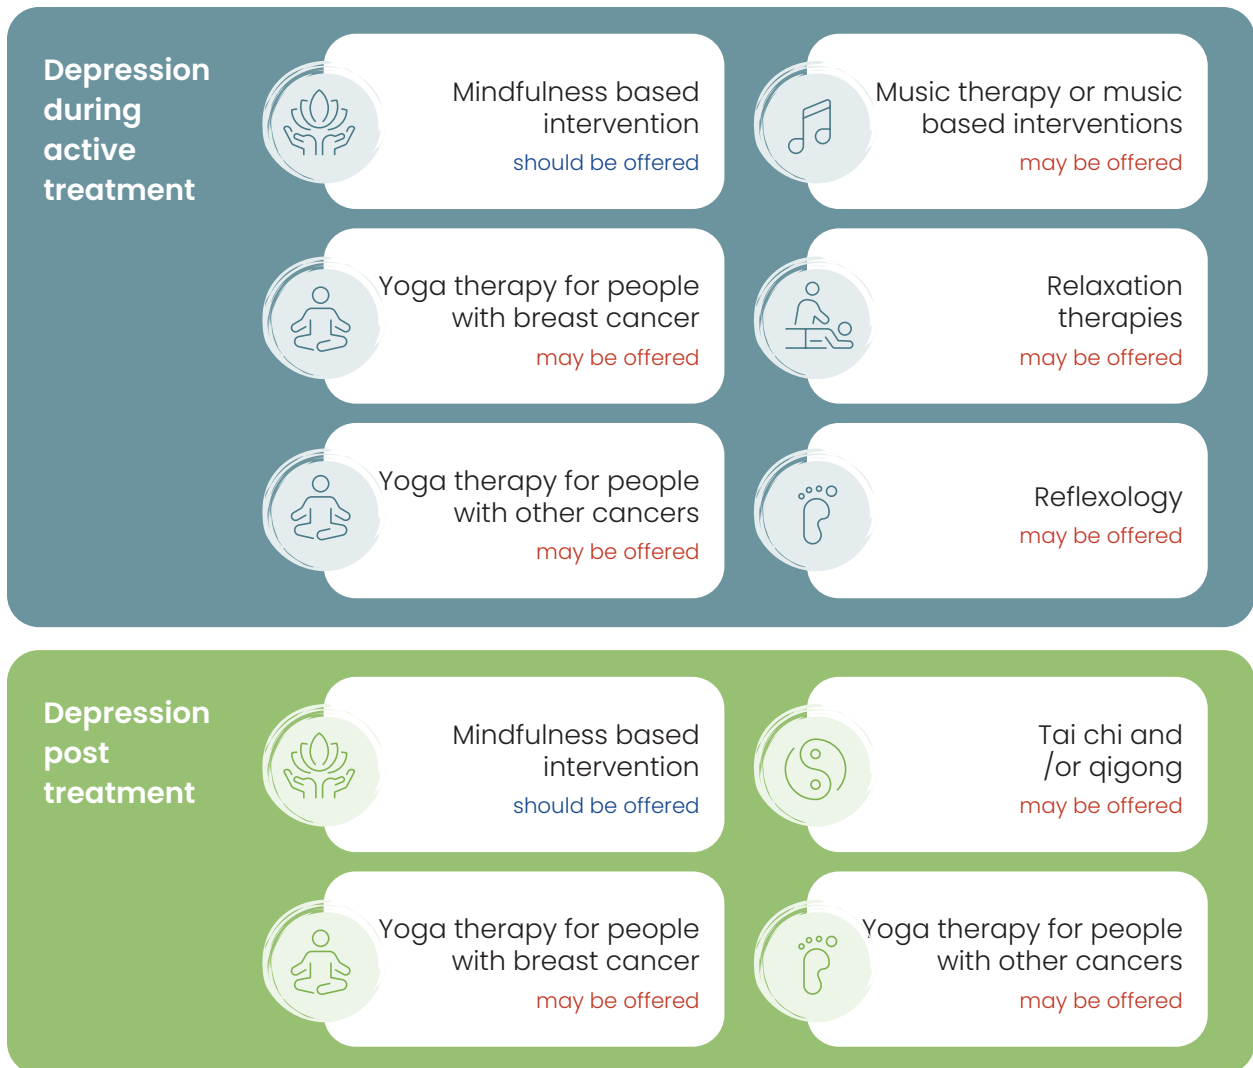 Depression
during
active
treatment
Mindfulness based
intervention
should be offered
Music therapy or music
based interventions
may be offered
Yoga therapy for people
with breast cancer
may be offered
Relaxation
therapies
may be offered
Yoga therapy for people
with other cancers
may be offered
Reflexology
may be offered
Depression
post
treatment
Mindfulness based
intervention
should be offered
Tai chi and
/or qigong
may be offered
Yoga therapy for people
with breast cancer
may be offered
Yoga therapy for people
with other cancers
may be offered